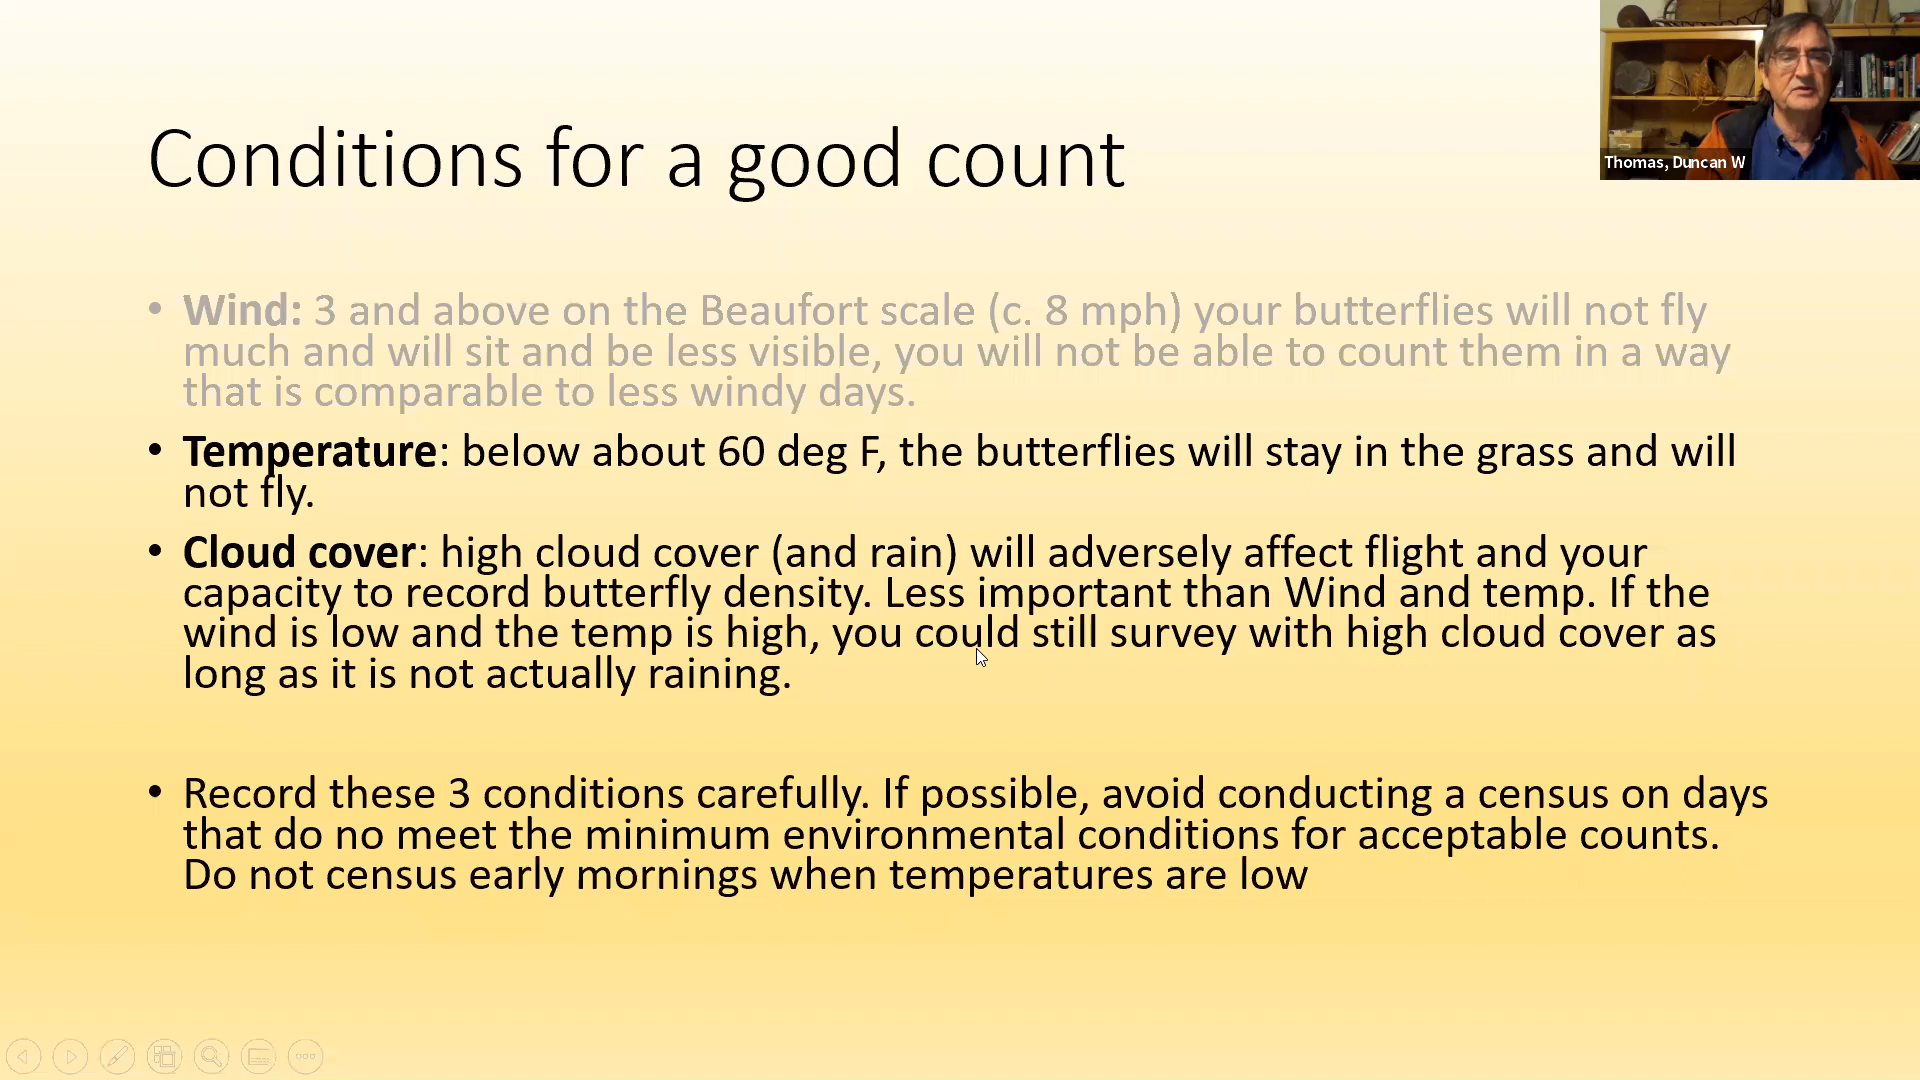 Conditions for a good count
Thomas, Duncan W
• Wind: 3 and above on the Beaufort scale (c. 8 mph) your butterflies will not fly
much and will sit and be less visible, you will not be able to count them in a way
that is comparable to less windy days.
• Temperature: below about 60 deg F, the butterflies will stay in the grass and will
not fly.
• Cloud cover: high cloud cover (and rain) will adversely affect flight and your
capacity to record butterfly density. Less important than Wind and temp. If the
wind is low and the temp is high, you could still survey with high cloud cover as
long as it is not actually raining.
• Record these 3 conditions carefully. If possible, avoid conducting a census on days
that do no meet the minimum environmental conditions for acceptable counts.
Do not census early mornings when temperatures are low